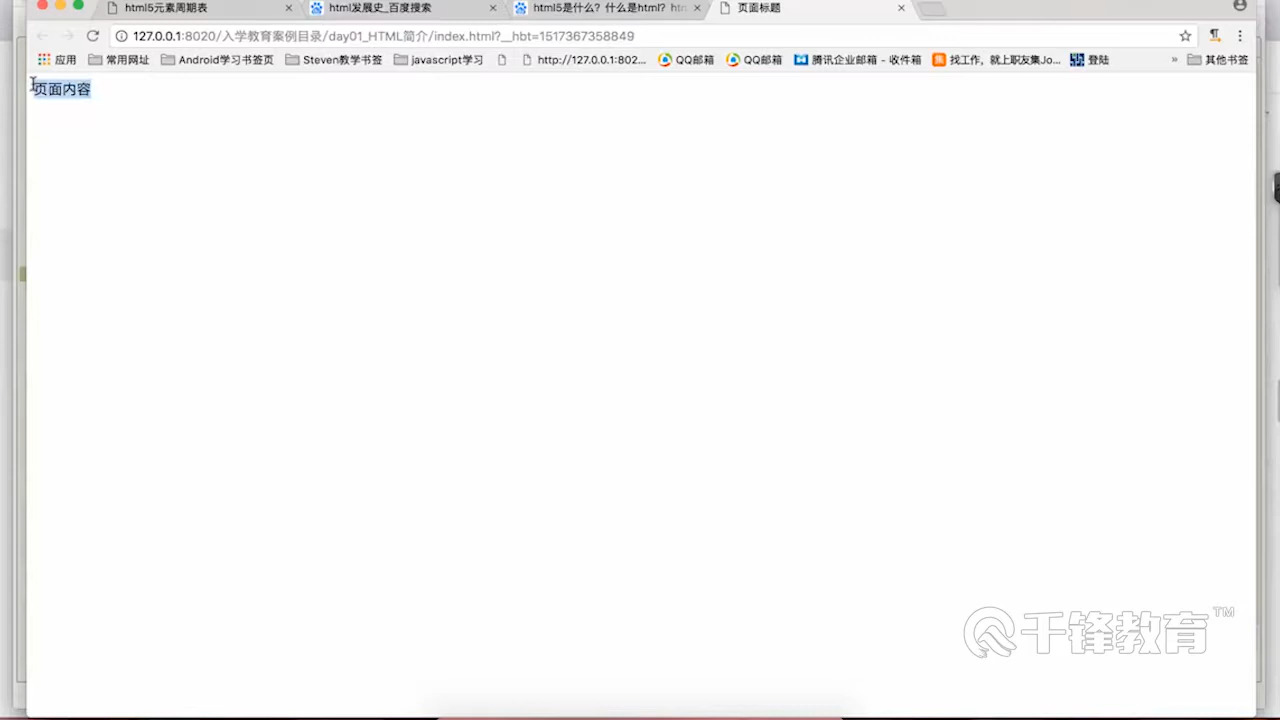 html5元素周期表
html发展史_百度搜索
html5是什么? 什么是html? htm
页面标题
127.0.0.1:8020/入学教育案例目录/day01_HTML简介/index.html?__hbt=1517367358849
应用 常用网址 Android学习书签页 Steven教学书签 javascript学习 http://127.0.0.1:802... QQ邮箱 QQ邮箱 腾讯企业邮箱 - 收件箱 找工作，就上职友集Jo... 登陆 » 其他书签
页面内容
千锋教育™